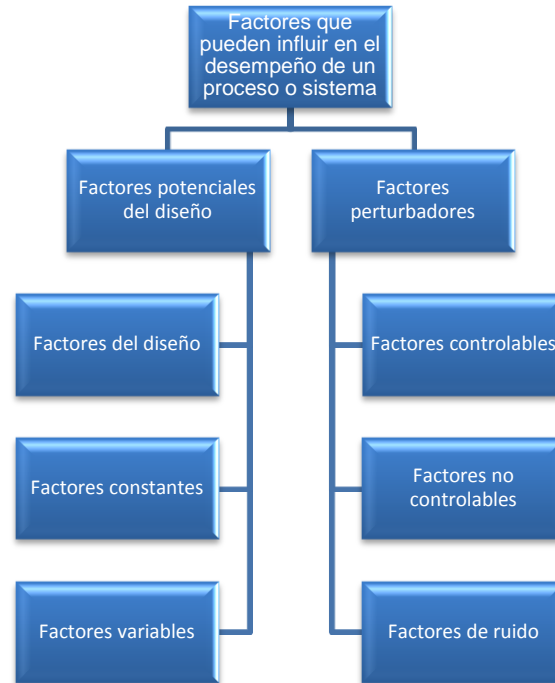 Factores que
pueden influir en el
desempeño de un
proceso o sistema
Factores potenciales
del diseño
Factores
perturbadores
Factores del diseño
Factores controlables
Factores constantes
Factores no
controlables
Factores variables
Factores de ruido